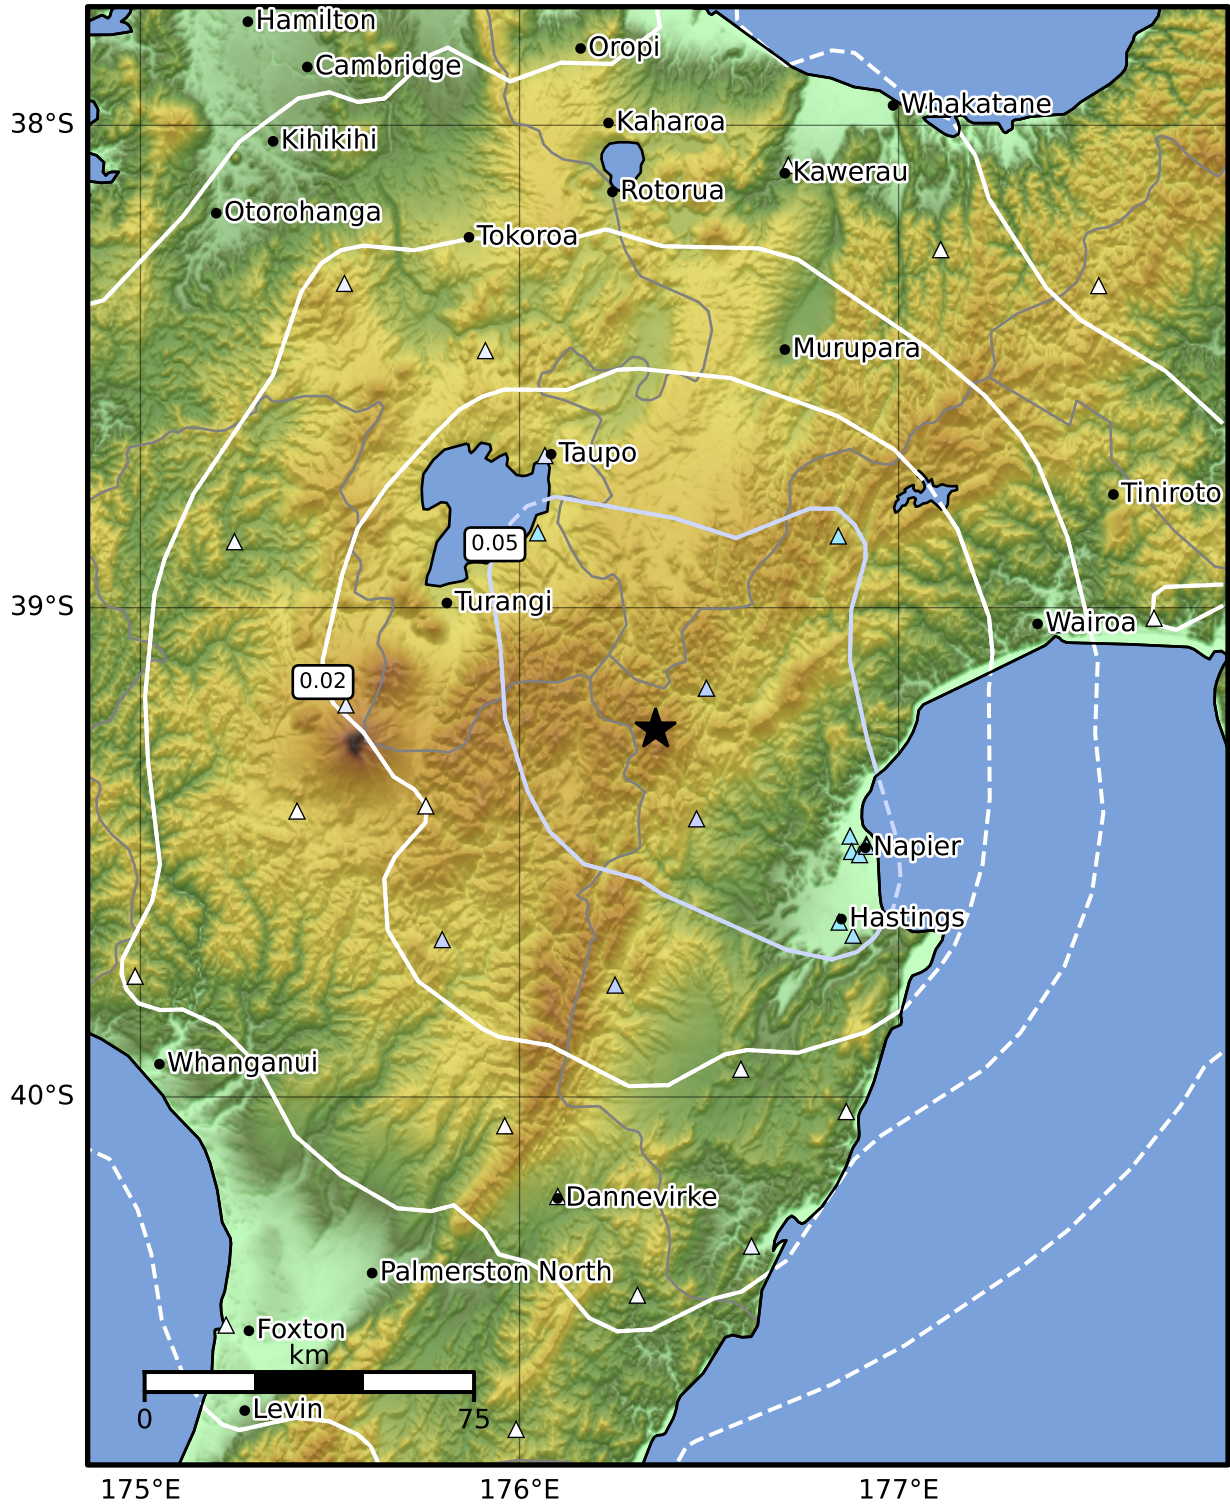 Hamilton
Oropi
Cambridge
Whakatane
38°S
Kaharoa
Kihikihi
Kawerau
Rotorua
Otorohanga
Tokoroa
Murupara
Taupo
Tiniroto
0.05
Turangi
39°S
Wairoa
0.02
Napier
Hastings
Whanganui
40°S
Dannevirke
Palmerston North
Foxton
km
Levin
0 75
175°E 176°E 177°E